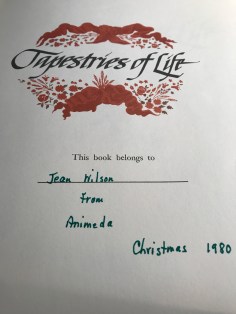 Tapestries of Life
This book belongs to
Jean Wilson
From
Animeda
Christmas 1980